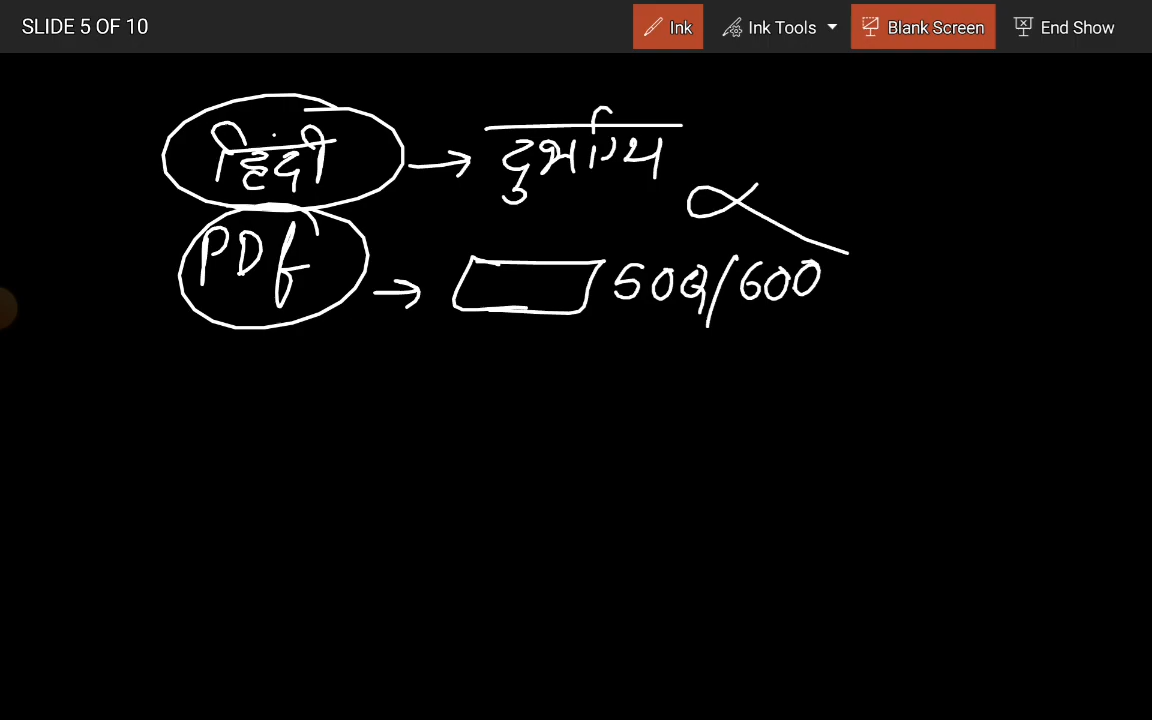 SLIDE 5 OF 10 Ink Ink Tools Blank Screen End Show
हिंदी → दुर्भाग्य
PDF → 500/600